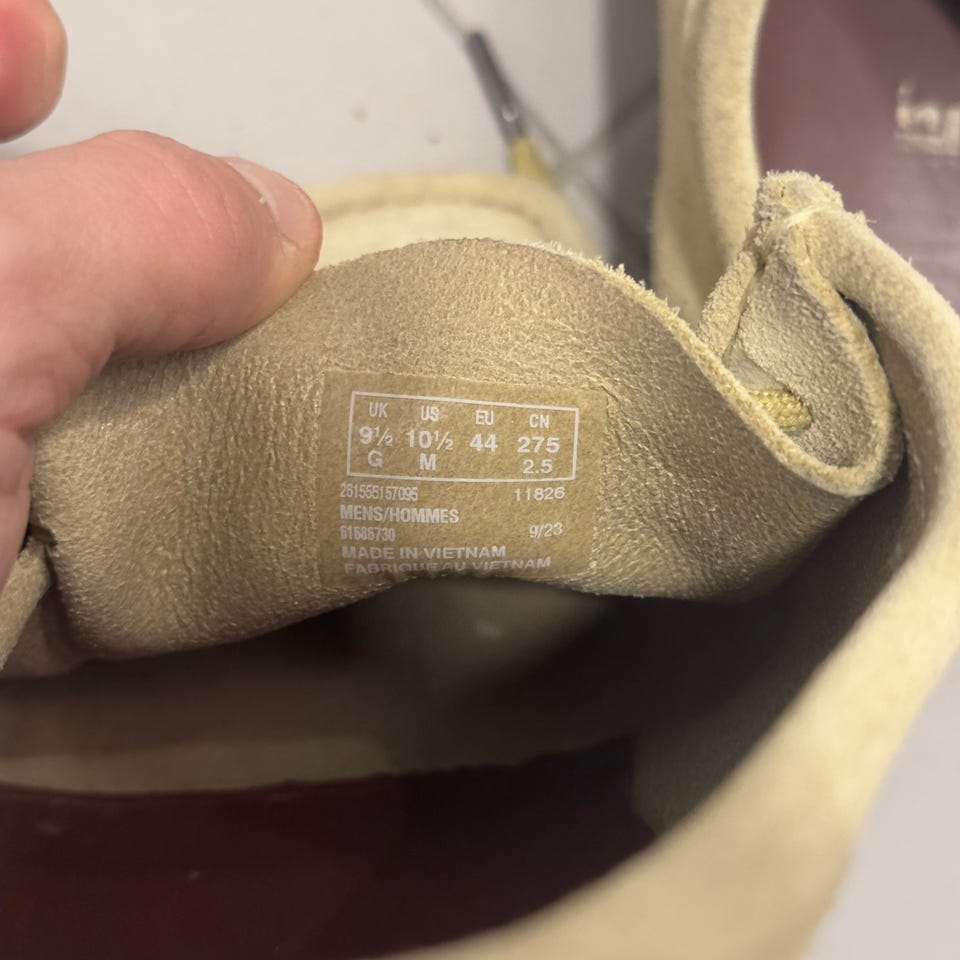 UK US EU CN
9½ 10½ 44 275
G M 2.5
261555157095 11826
MENS/HOMMES
61686730 9/23
MADE IN VIETNAM
FABRIQUE AU VIETNAM